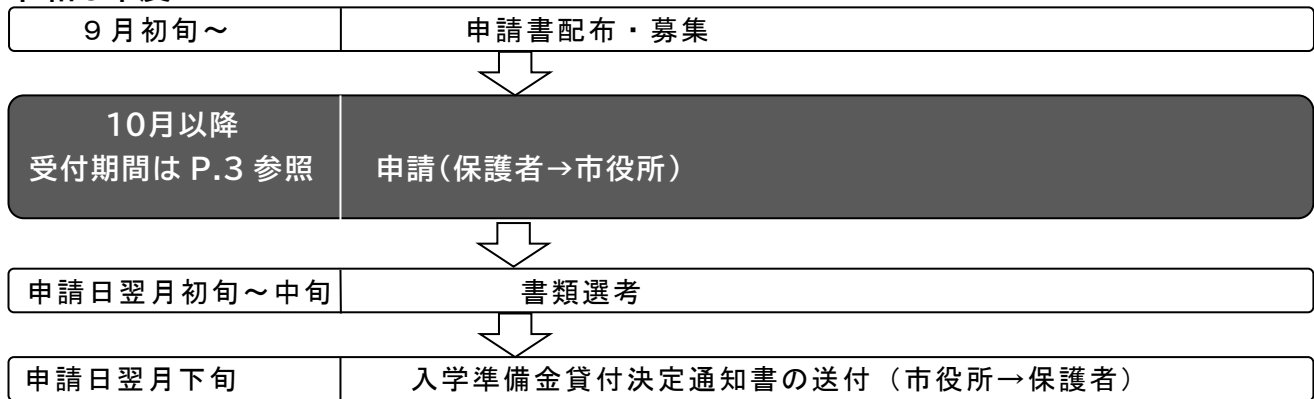 ９月初旬～ 申請書配布・募集
10月以降
受付期間は P.3 参照 申請（保護者→市役所）
申請日翌月初旬～中旬 書類選考
申請日翌月下旬 入学準備金貸付決定通知書の送付（市役所→保護者）